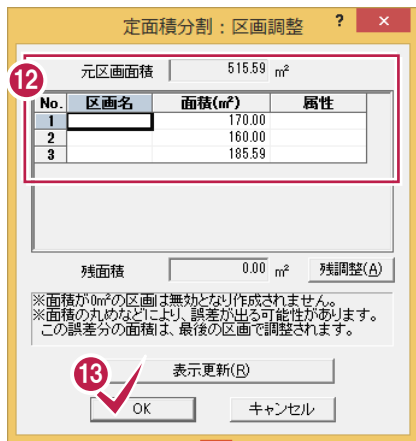 定面積分割：区画調整 ? ×
⑫
元区画面積 515.59 m²
No. 区画名 面積(㎡) 属性
1 170.00
2 160.00
3 185.59
残面積 0.00 m² 残調整(A)
※面積が0㎡の区画は無効となり作成されません。
※面積の丸めなどにより、誤差が出る可能性があります。
この誤差分の面積は、最後の区画で調整されます。
⑬
表示更新(R)
OK キャンセル